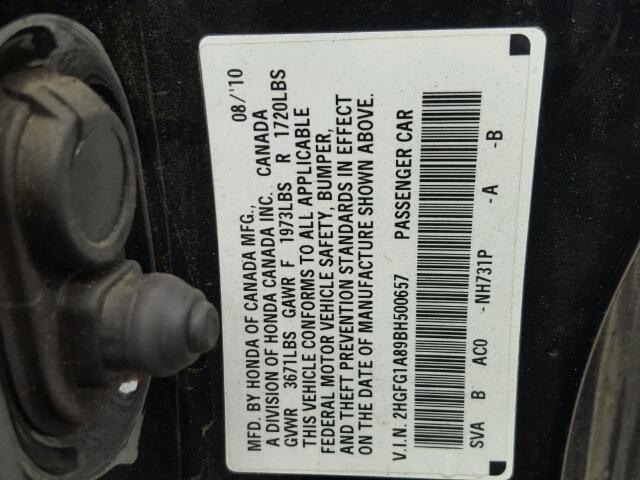 MFD. BY HONDA OF CANADA MFG., 08/'10
A DIVISION OF HONDA CANADA INC. CANADA
GVWR 3671LBS GAWR F 1973LBS R 1720LBS
THIS VEHICLE CONFORMS TO ALL APPLICABLE
FEDERAL MOTOR VEHICLE SAFETY, BUMPER,
AND THEFT PREVENTION STANDARDS IN EFFECT
ON THE DATE OF MANUFACTURE SHOWN ABOVE.
V.I.N. 2HGFG1A89BH500657 PASSENGER CAR
SVA B AC0 -NH731P -A -B